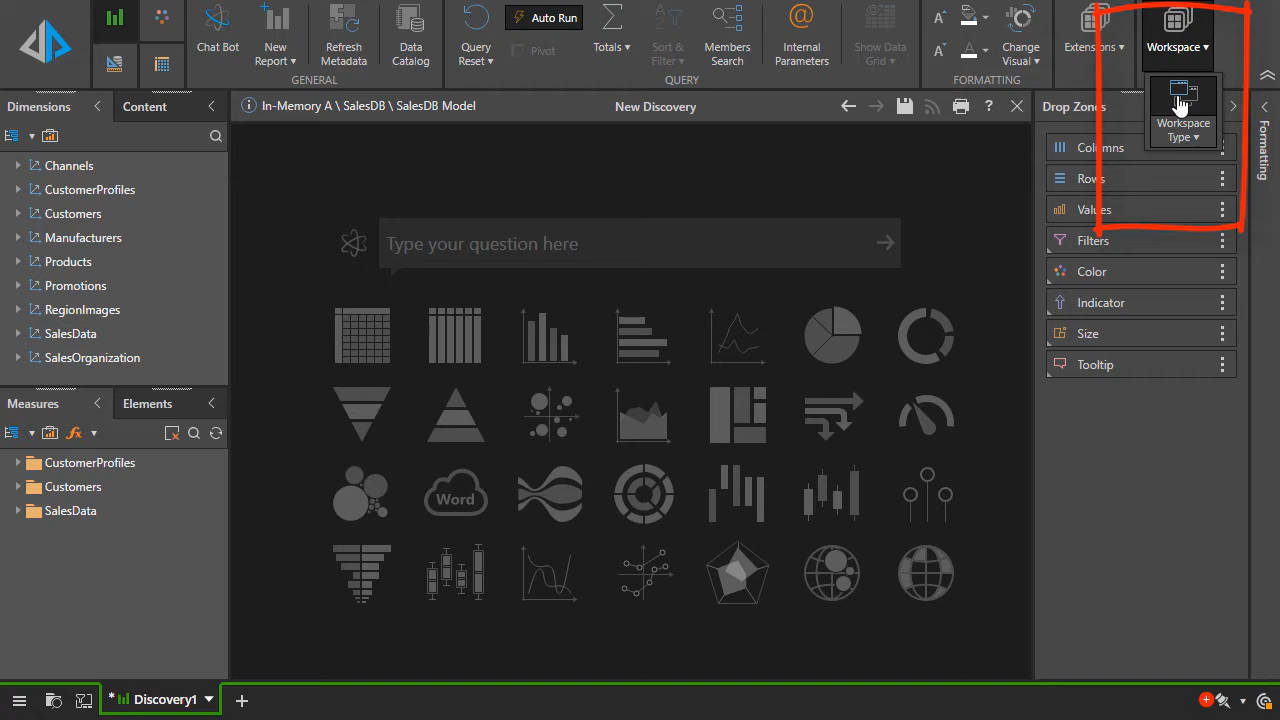 Chat Bot
New
Report
Refresh
Metadata
Data
Catalog
GENERAL
Query
Reset
Auto Run
Pivot
Totals
Sort &
Filter
Members
Search
QUERY
Internal
Parameters
Show Data
Grid
Change
Visual
FORMATTING
Extensions
Workspace
Workspace
Type
Dimensions
Content
In-Memory A \ SalesDB \ SalesDB Model
New Discovery
Drop Zones
Formatting
Channels
CustomerProfiles
Customers
Manufacturers
Products
Promotions
RegionImages
SalesData
SalesOrganization
Type your question here
Word
Columns
Rows
Values
Filters
Color
Indicator
Size
Tooltip
Measures
Elements
CustomerProfiles
Customers
SalesData
* Discovery1